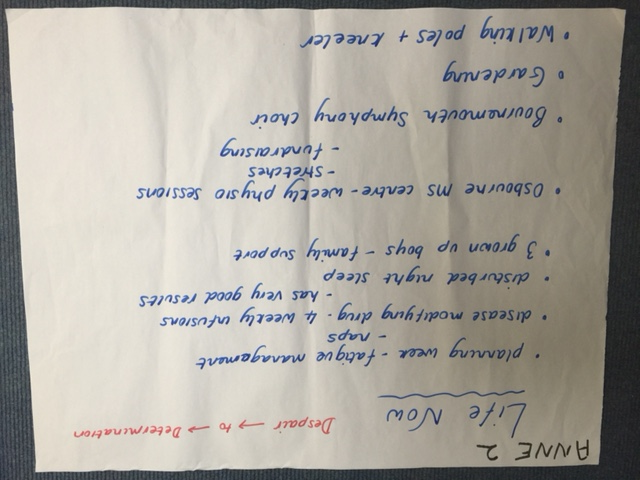 ANNE 2
Life Now
Despair → to → Determination
• planning week - fatigue management
- naps
• disease modifying drug. 4 weekly infusions
- has very good results
• disturbed night sleep
• 3 grown up boys - family support
• Osbourne MS centre - weekly physio sessions
- stretches
- fundraising
• Bournemouth Symphony choir
• Gardening
• Walking poles + kneeler